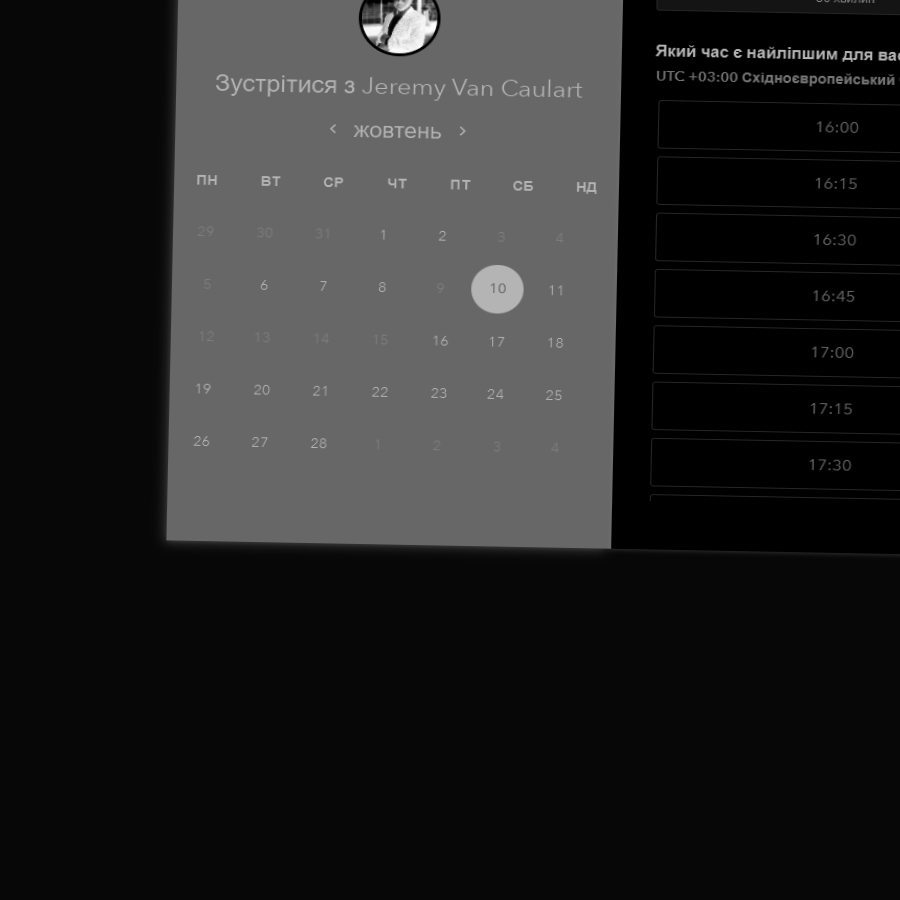 Зустрітися з Jeremy Van Caulart
‹ жовтень ›
ПН ВТ СР ЧТ ПТ СБ НД
29 30 31 1 2 3 4
5 6 7 8 9 10 11
12 13 14 15 16 17 18
19 20 21 22 23 24 25
26 27 28 1 2 3 4
Який час є найліпшим для
UTC +03:00 Східноєвропейський
16:00
16:15
16:30
16:45
17:00
17:15
17:30